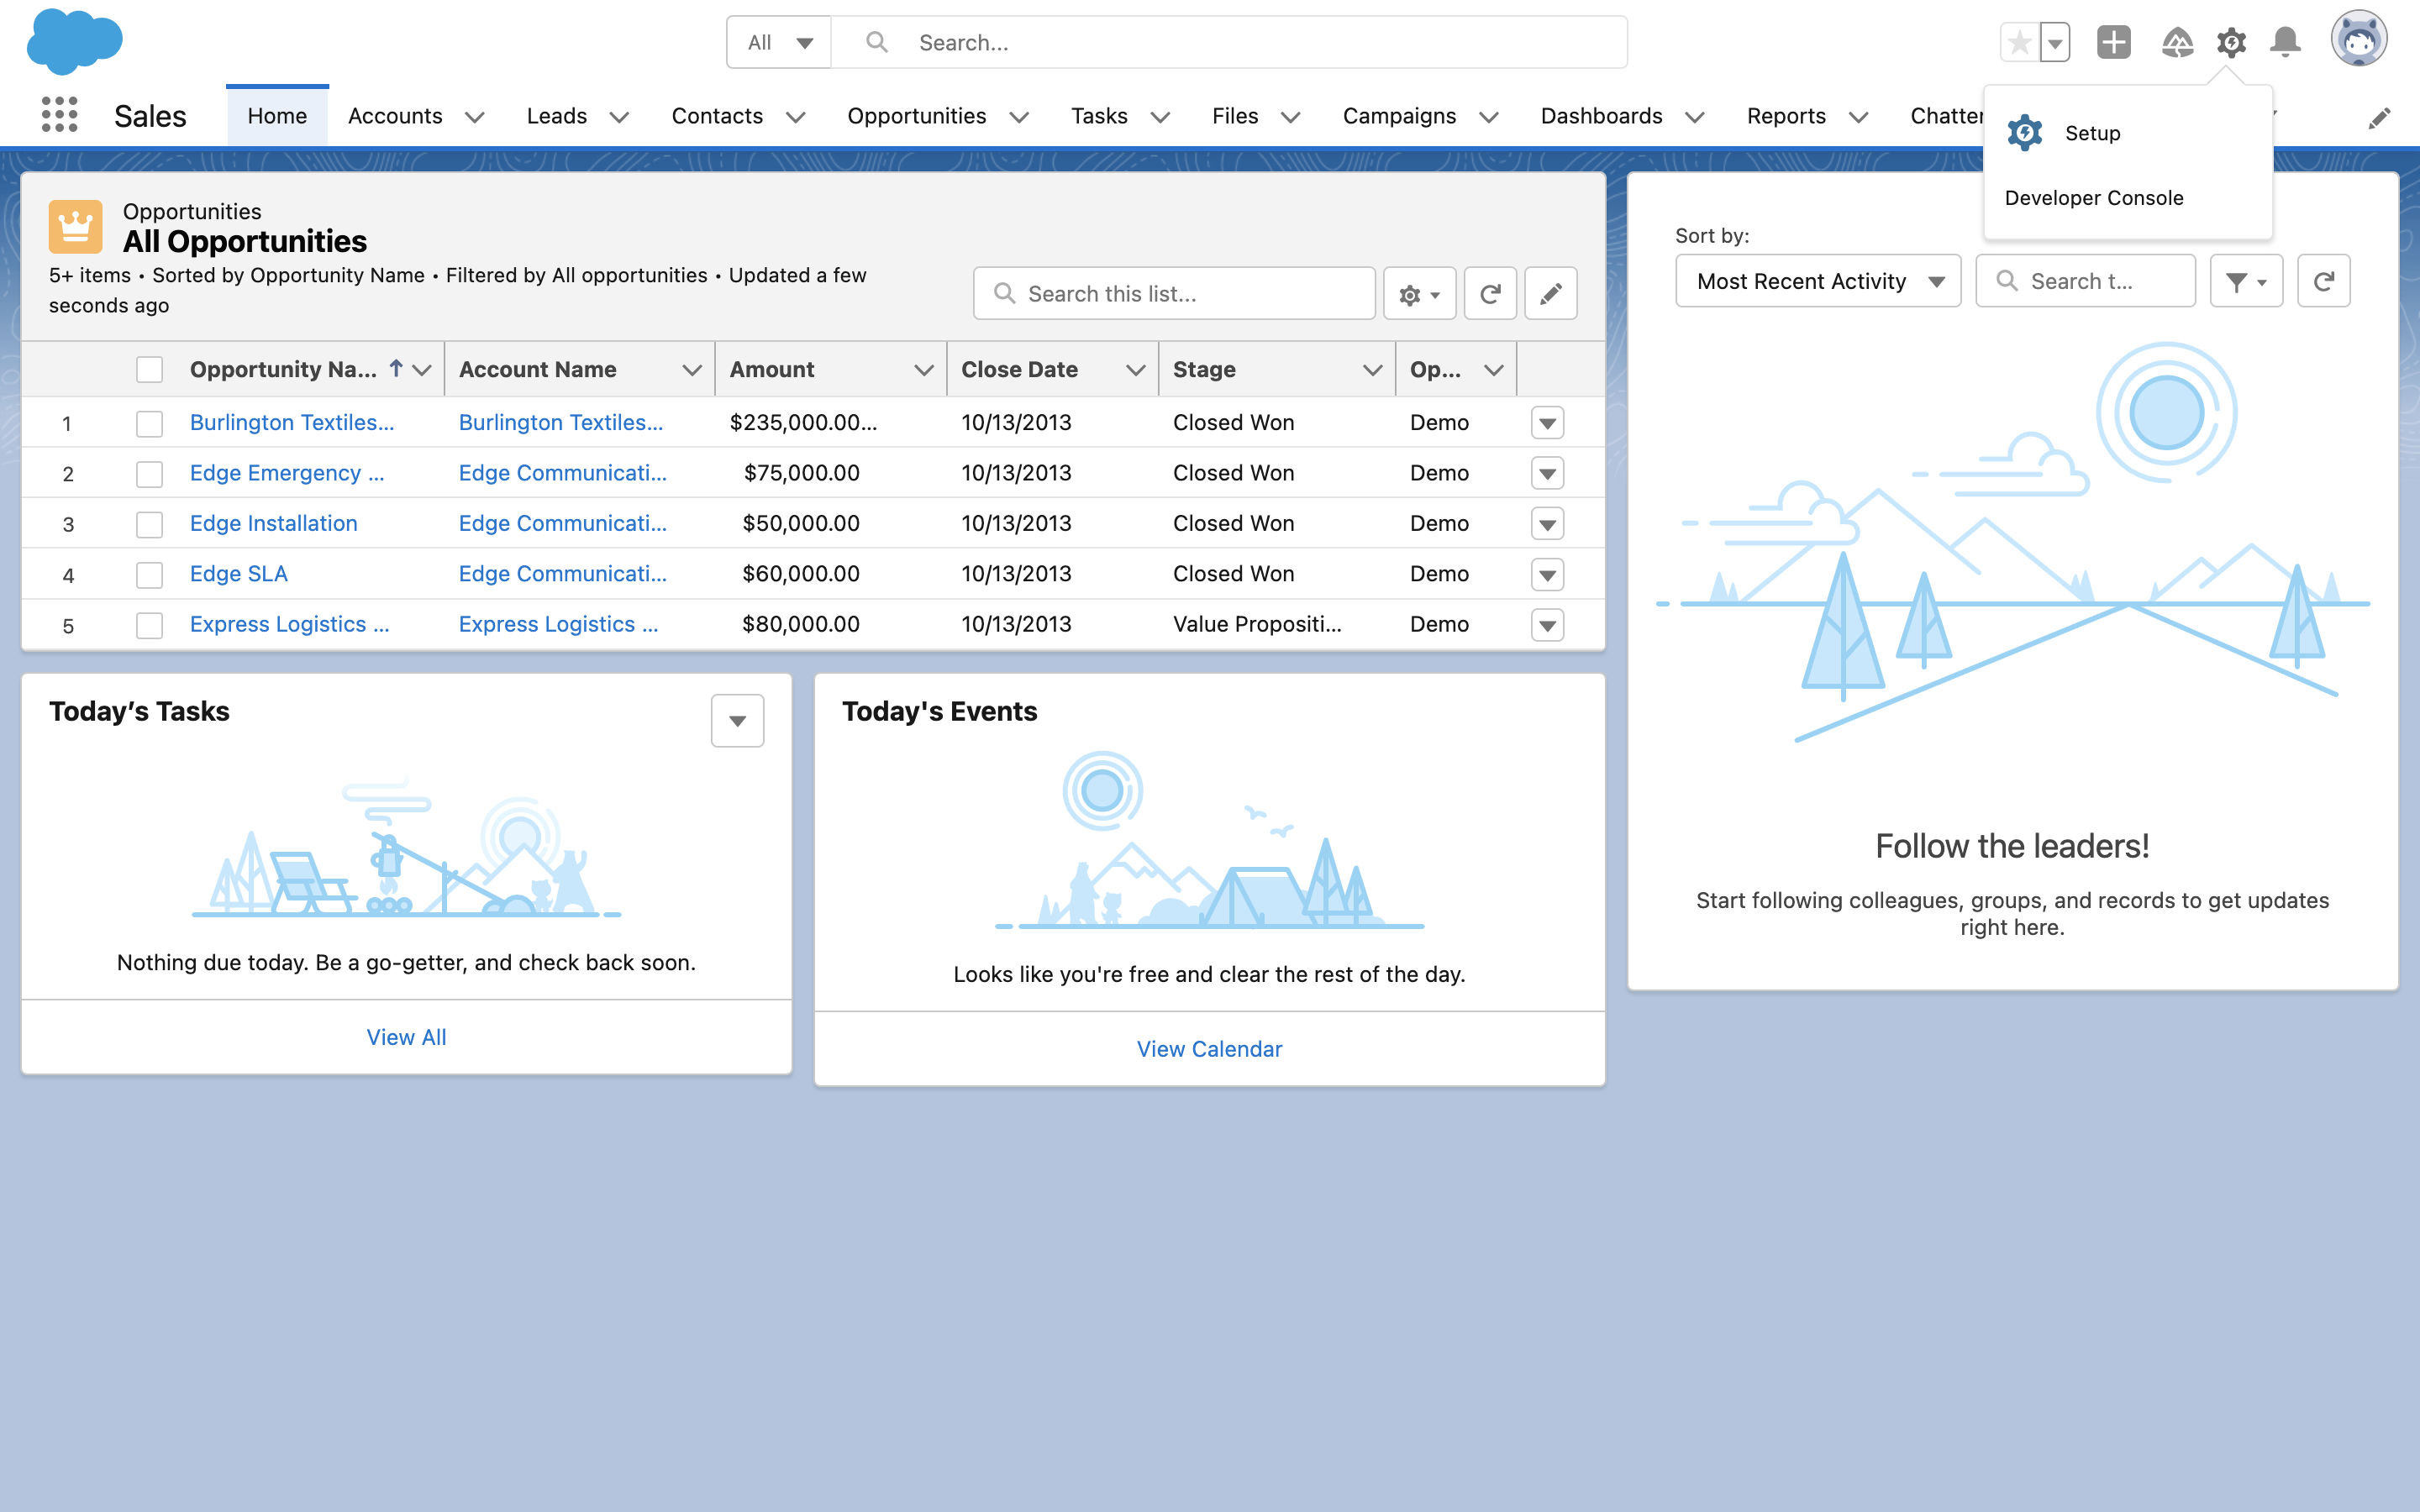 All
Search...
Sales
Home
Accounts
Leads
Contacts
Opportunities
Tasks
Files
Campaigns
Dashboards
Reports
Chatter
Setup
Developer Console
Opportunities
All Opportunities
5+ items • Sorted by Opportunity Name • Filtered by All opportunities • Updated a few
seconds ago
Search this list...
Opportunity Na... Account Name Amount Close Date Stage Op...
1 Burlington Textiles... Burlington Textiles... $235,000.00... 10/13/2013 Closed Won Demo
2 Edge Emergency ... Edge Communicati... $75,000.00 10/13/2013 Closed Won Demo
3 Edge Installation Edge Communicati... $50,000.00 10/13/2013 Closed Won Demo
4 Edge SLA Edge Communicati... $60,000.00 10/13/2013 Closed Won Demo
5 Express Logistics ... Express Logistics ... $80,000.00 10/13/2013 Value Propositi... Demo
Sort by:
Most Recent Activity
Search t...
Follow the leaders!
Start following colleagues, groups, and records to get updates
right here.
Today’s Tasks
Nothing due today. Be a go-getter, and check back soon.
View All
Today's Events
Looks like you're free and clear the rest of the day.
View Calendar